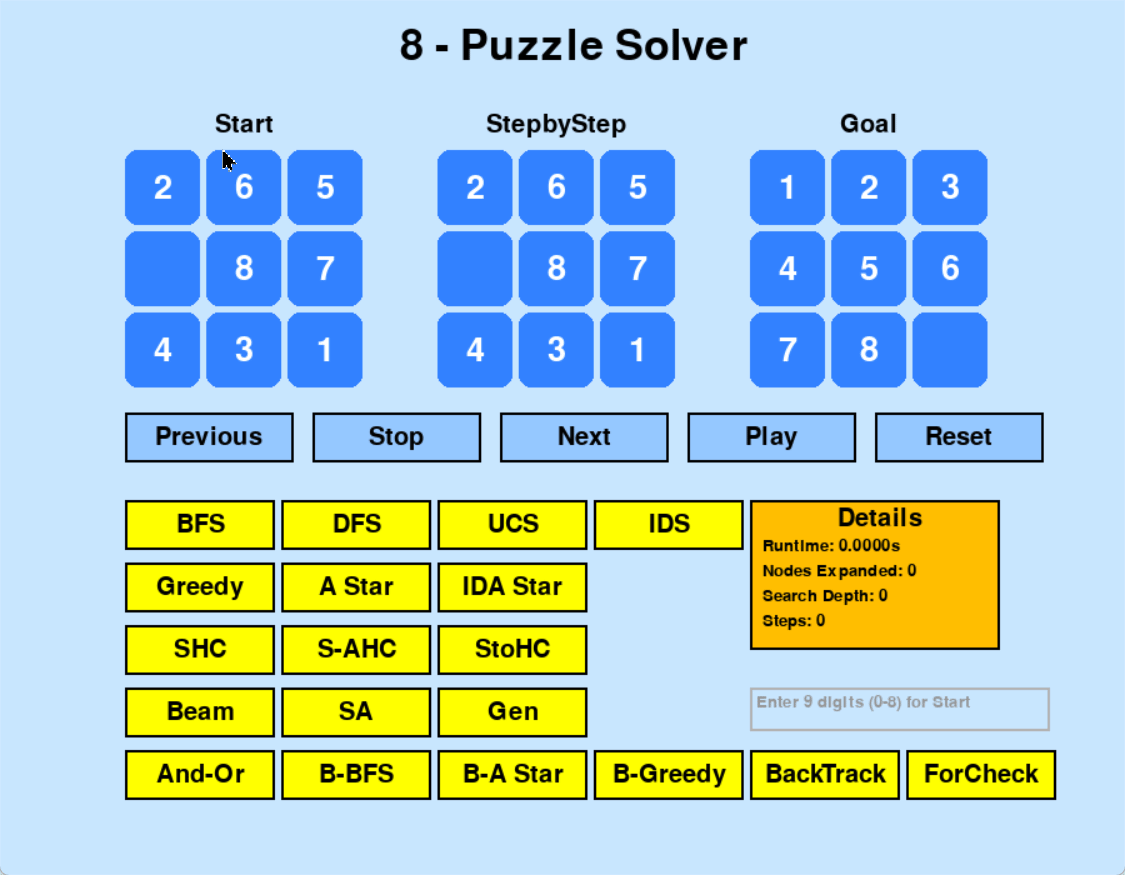 8 - Puzzle Solver
Start StepbyStep Goal
2 6 5 2 6 5 1 2 3
8 7 8 7 4 5 6
4 3 1 4 3 1 7 8
Previous Stop Next Play Reset
BFS DFS UCS IDS
Details
Runtime: 0.0000s
Nodes Expanded: 0
Search Depth: 0
Steps: 0
Greedy A Star IDA Star
SHC S-AHC StoHC
Beam SA Gen
Enter 9 digits (0-8) for Start
And-Or B-BFS B-A Star B-Greedy BackTrack ForCheck